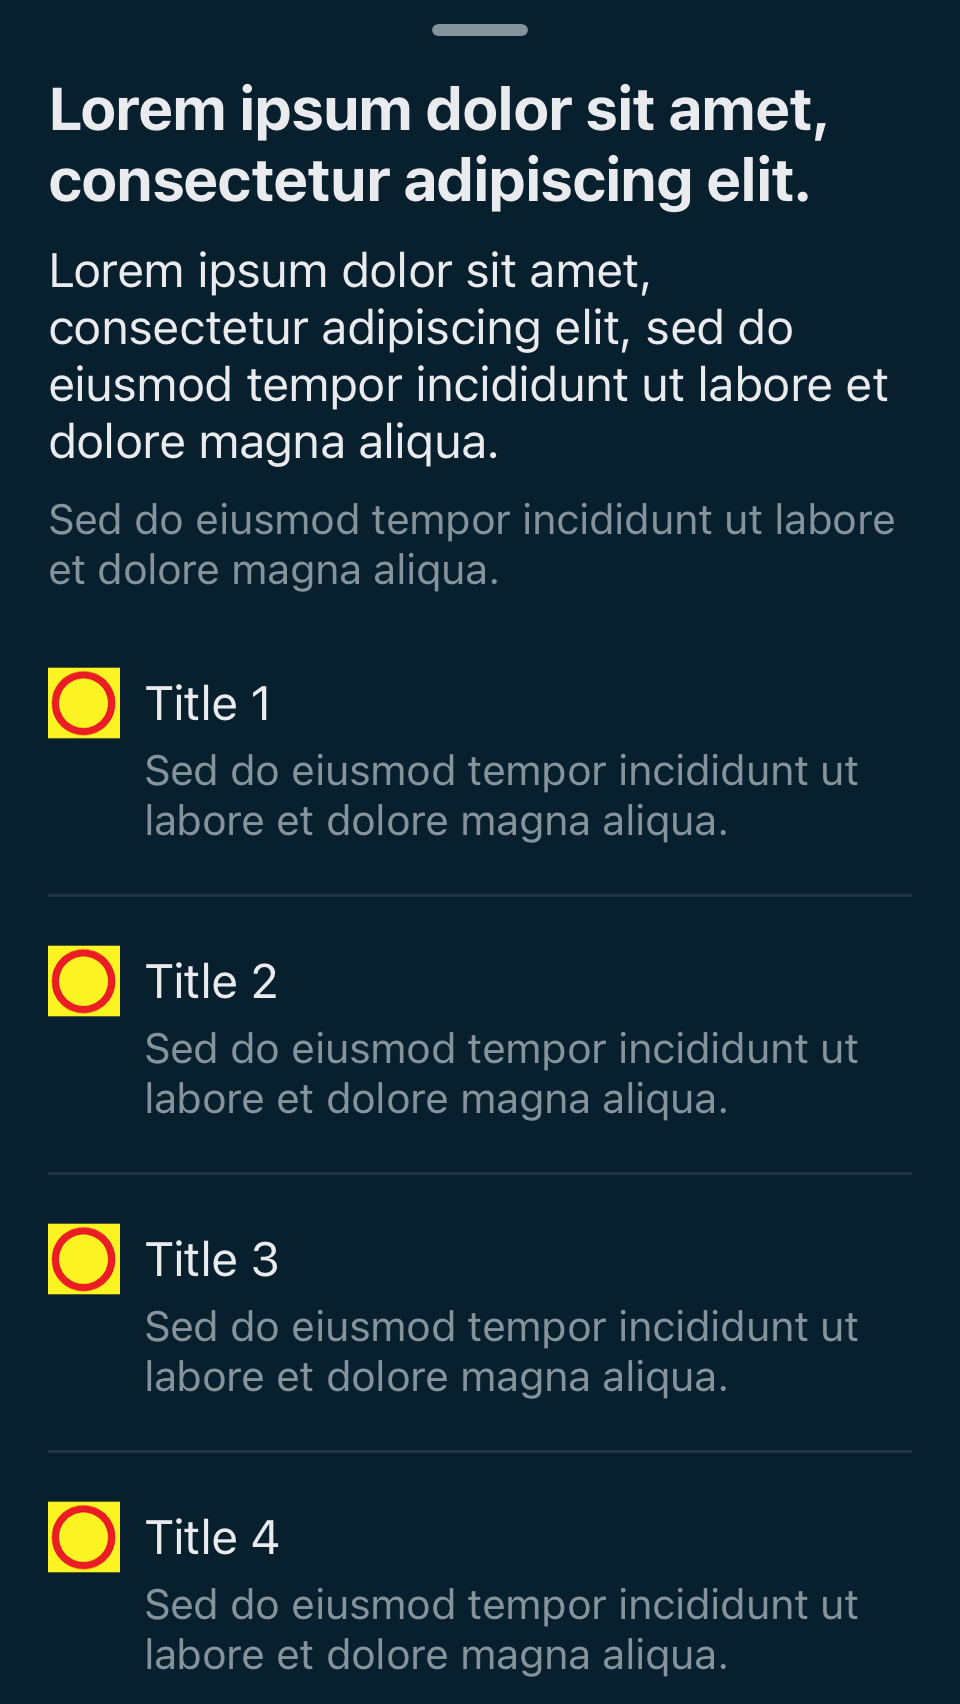 Lorem ipsum dolor sit amet,
consectetur adipiscing elit.
Lorem ipsum dolor sit amet,
consectetur adipiscing elit, sed do
eiusmod tempor incididunt ut labore et
dolore magna aliqua.
Sed do eiusmod tempor incididunt ut labore
et dolore magna aliqua.
Title 1
Sed do eiusmod tempor incididunt ut
labore et dolore magna aliqua.
Title 2
Sed do eiusmod tempor incididunt ut
labore et dolore magna aliqua.
Title 3
Sed do eiusmod tempor incididunt ut
labore et dolore magna aliqua.
Title 4
Sed do eiusmod tempor incididunt ut
labore et dolore magna aliqua.